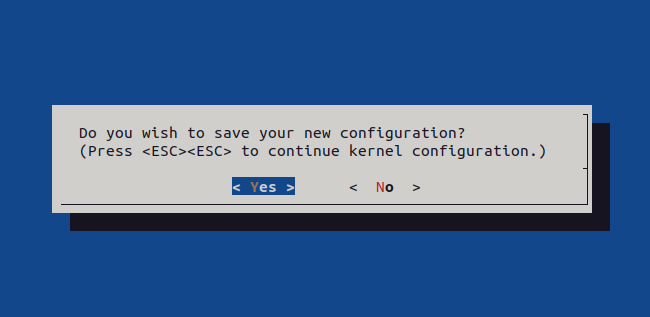 Do you wish to save your new configuration?
(Press <ESC><ESC> to continue kernel configuration.)
< Yes > < No >